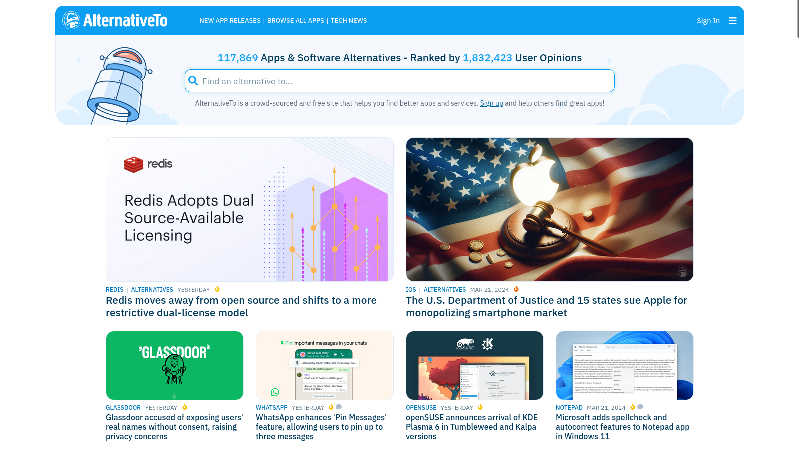 AlternativeTo
NEW APP RELEASES | BROWSE ALL APPS | TECH NEWS
Sign In
117,869 Apps & Software Alternatives - Ranked by 1,832,423 User Opinions
Find an alternative to...
AlternativeTo is a crowd-sourced and free site that helps you find better apps and services. Sign up and help others find great apps!
redis
Redis Adopts Dual
Source-Available
Licensing
REDIS | ALTERNATIVES YESTERDAY
Redis moves away from open source and shifts to a more
restrictive dual-license model
IOS | ALTERNATIVES MAR 21, 2024
The U.S. Department of Justice and 15 states sue Apple for
monopolizing smartphone market
'GLASSDOOR'
GLASSDOOR YESTERDAY
Glassdoor accused of exposing users'
real names without consent, raising
privacy concerns
Pin important messages in your chats
WHATSAPP YESTERDAY
WhatsApp enhances 'Pin Messages'
feature, allowing users to pin up to
three messages
OPENSUSE YESTERDAY
openSUSE announces arrival of KDE
Plasma 6 in Tumbleweed and Kalpa
versions
NOTEPAD MAR 21, 2024
Microsoft adds spellcheck and
autocorrect features to Notepad app
in Windows 11